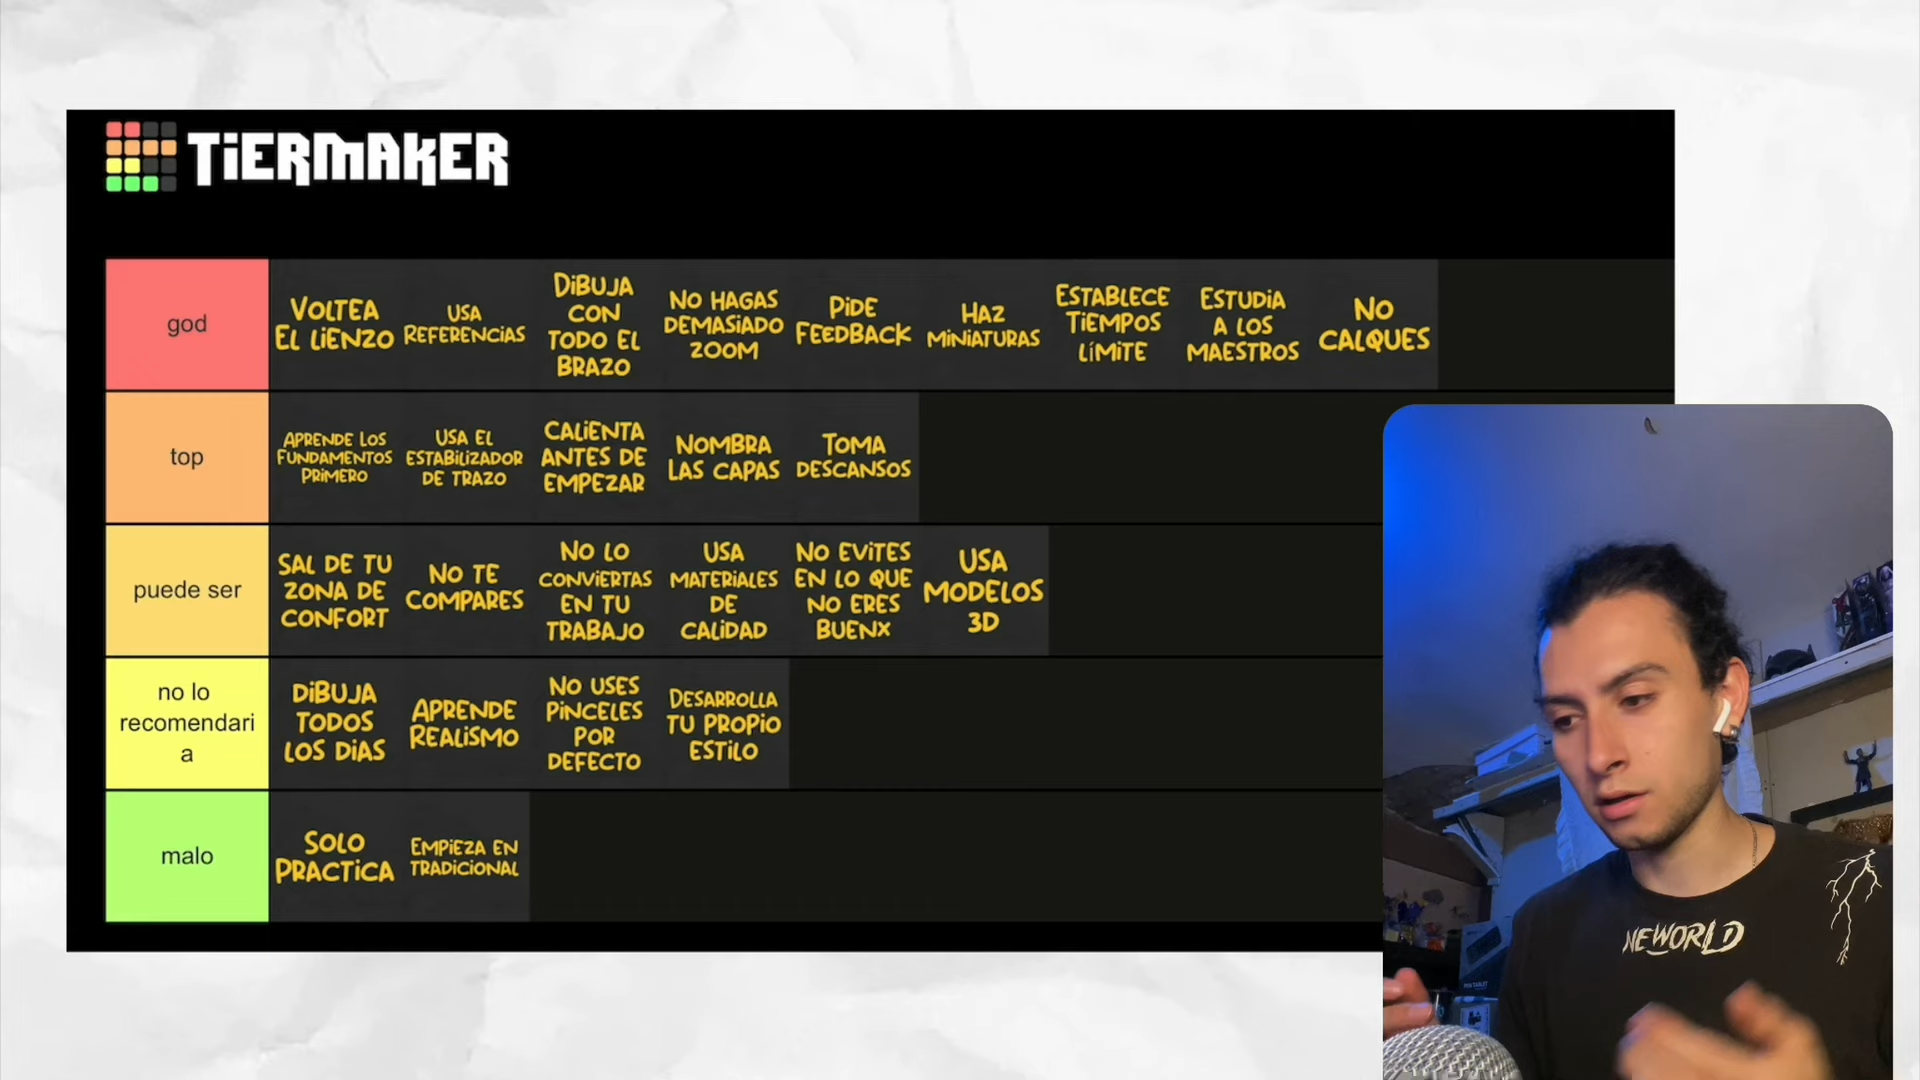 TiERMAKER
god
VOLTEA
EL LiENZO
USA
REFERENCiAS
DiBUJA
CON
TODO EL
BRAZO
NO HAGAS
DEMASiADO
ZOOM
PiDE
FEEDBACK
HAZ
MiNiATURAS
ESTABLECE
TiEMPOS
LÍMiTE
ESTUDiA
A LOS
MAESTROS
NO
CALQUES
top
APRENDE LOS
FUNDAMENTOS
PRiMERO
USA EL
ESTABiLiZADOR
DE TRAZO
CALiENTA
ANTES DE
EMPEZAR
NOMBRA
LAS CAPAS
TOMA
DESCANSOS
puede ser
SAL DE TU
ZONA DE
CONFORT
NO TE
COMPARES
NO LO
CONViERTAS
EN TU
TRABAJO
USA
MATERiALES
DE
CALiDAD
NO EViTES
EN LO QUE
NO ERES
BUENX
USA
MODELOS
3D
no lo
recomendari
a
DiBUJA
TODOS
LOS DiAS
APRENDE
REALiSMO
NO USES
PiNCELES
POR
DEFECTO
DESARROLLA
TU PROPiO
ESTiLO
malo
SOLO
PRACTiCA
EMPiEZA EN
TRADiCiONAL
NEWORLD